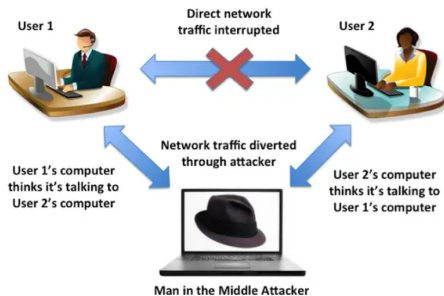 User 1
Direct network
traffic interrupted
User 2
Network traffic diverted
through attacker
User 1's computer
thinks it's talking to
User 2's computer
User 2's computer
thinks it's talking to
User 1's computer
Man in the Middle Attacker